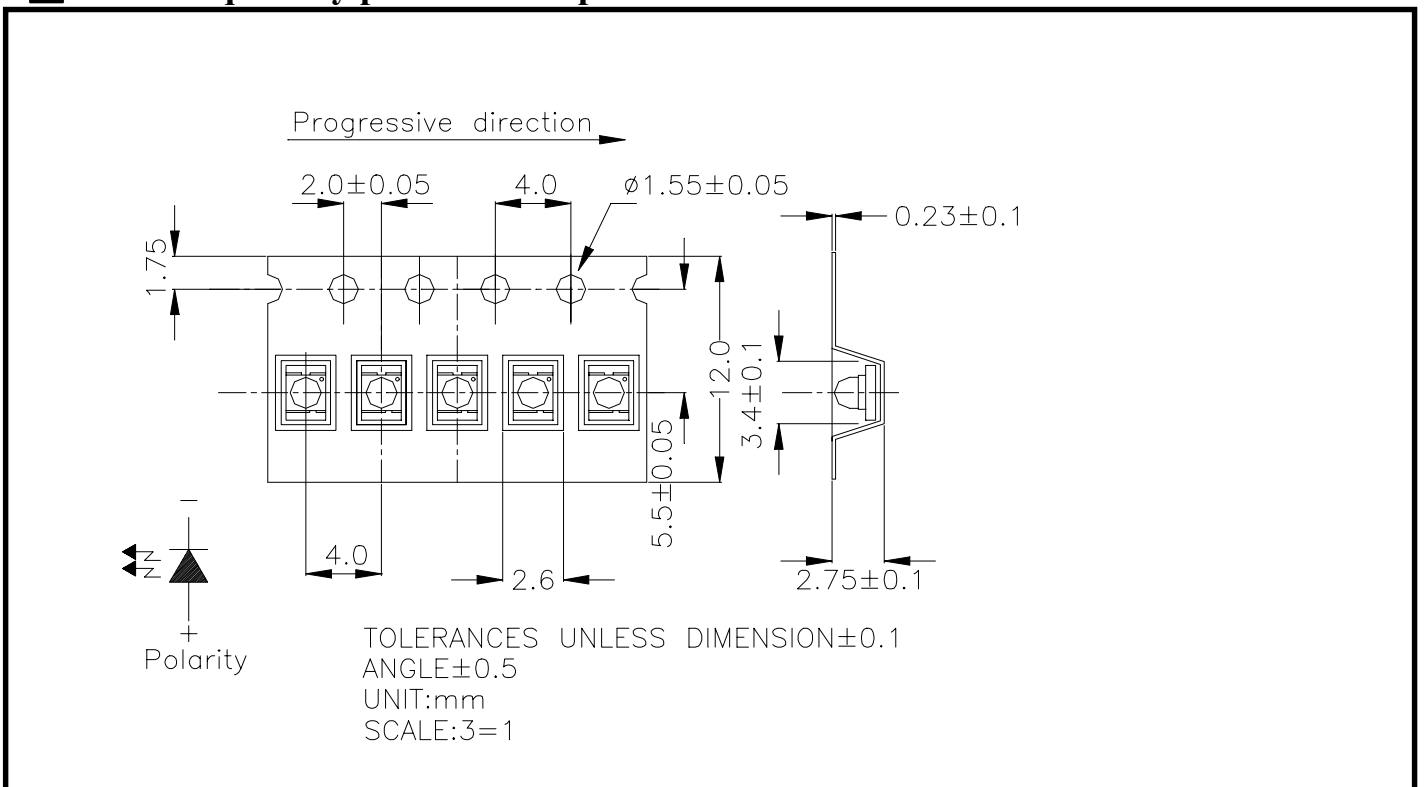 Progressive direction
2.0±0.05
4.0
ø1.55±0.05
0.23±0.1
1.75
12.0
3.4±0.1
5.5±0.05
4.0
2.6
2.75±0.1
−
+
Polarity
TOLERANCES UNLESS DIMENSION±0.1
ANGLE±0.5
UNIT:mm
SCALE:3=1